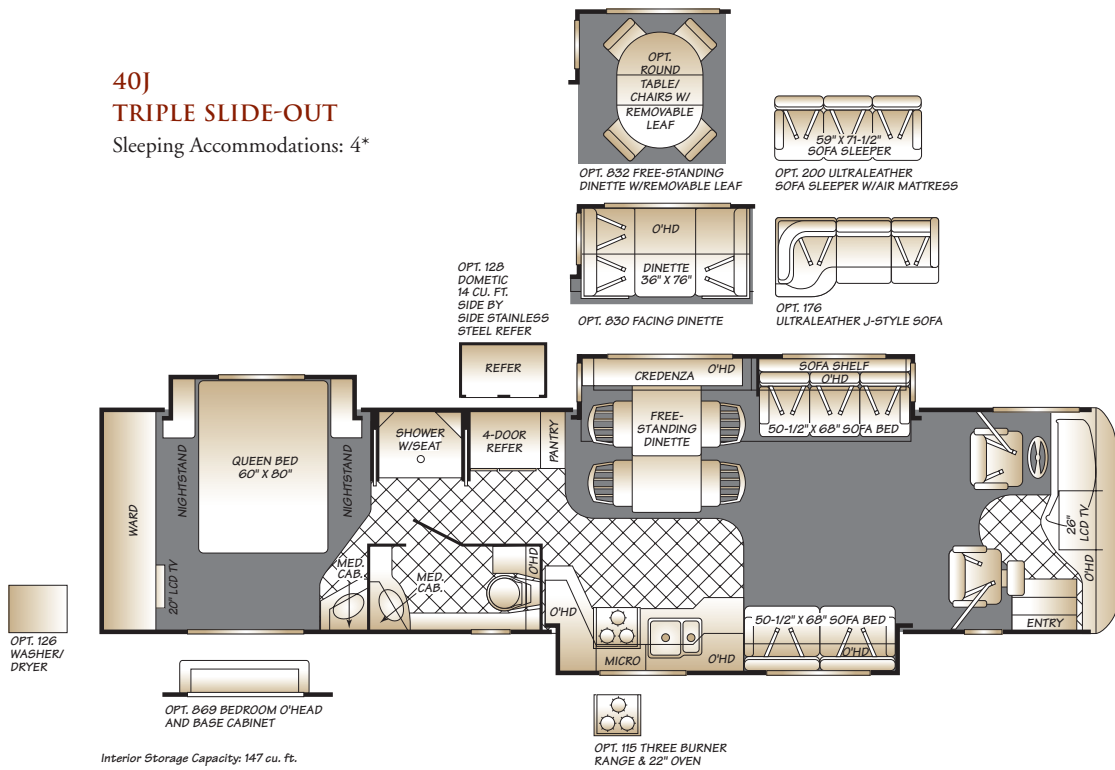 40J
TRIPLE SLIDE-OUT
Sleeping Accommodations: 4*
OPT.
ROUND
TABLE/
CHAIRS W/
REMOVABLE
LEAF
OPT. 832 FREE-STANDING
DINETTE W/REMOVABLE LEAF
59" X 71-1/2"
SOFA SLEEPER
OPT. 200 ULTRALEATHER
SOFA SLEEPER W/AIR MATTRESS
O'HD
DINETTE
36" X 76"
OPT. 830 FACING DINETTE
OPT. 176
ULTRALEATHER J-STYLE SOFA
OPT. 128
DOMETIC
14 CU. FT.
SIDE BY
SIDE STAINLESS
STEEL REFER
REFER
CREDENZA
O'HD
SOFA SHELF
O'HD
50-1/2" X 68" SOFA BED
FREE-
STANDING
DINETTE
WARD
NIGHTSTAND
QUEEN BED
60" X 80"
NIGHTSTAND
SHOWER
W/SEAT
4-DOOR
REFER
PANTRY
26"
LCD TV
O'HD
20" LCD TV
MED.
CAB.
MED.
CAB.
O'HD
O'HD
MICRO
O'HD
50-1/2" X 68" SOFA BED
O'HD
ENTRY
OPT. 126
WASHER/
DRYER
OPT. 869 BEDROOM O'HEAD
AND BASE CABINET
OPT. 115 THREE BURNER
RANGE & 22" OVEN
Interior Storage Capacity: 147 cu. ft.